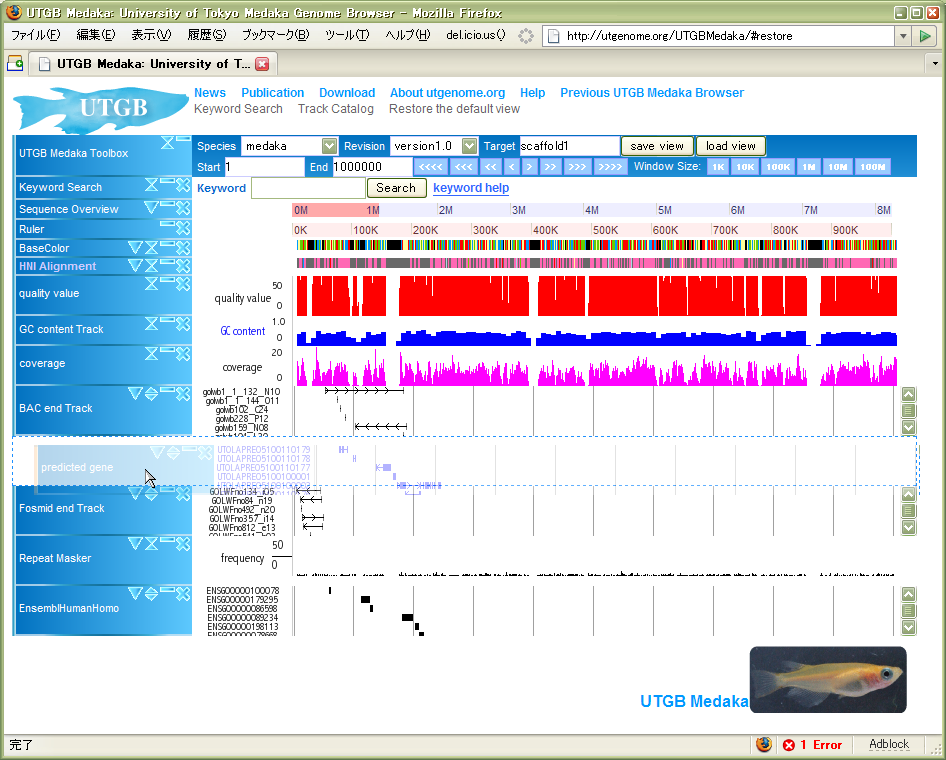 UTGB Medaka: University of Tokyo Medaka Genome Browser - Mozilla Firefox
ファイル(F) 編集(E) 表示(V) 履歴(S) ブックマーク(B) ツール(T) ヘルプ(H) del.icio.us() http://utgenome.org/UTGBMedaka/#restore
UTGB Medaka: University of T...
UTGB
News Publication Download About utgenome.org Help Previous UTGB Medaka Browser
Keyword Search Track Catalog Restore the default view
UTGB Medaka Toolbox
Species medaka Revision version1.0 Target scaffold1 save view load view
Start 1 End 1000000 <<<< <<< << < > >> >>> >>>> Window Size: 1K 10K 100K 1M 10M 100M
Keyword Search
Keyword Search keyword help
Sequence Overview
0M 1M 2M 3M 4M 5M 6M 7M 8M
Ruler
0K 100K 200K 300K 400K 500K 600K 700K 800K 900K
BaseColor
HNI Alignment
quality value
quality value 50 0
GC content Track
GC content 1.0 0
coverage
coverage 20 0
BAC end Track
golwb1_1_132_N10
golwb1_1_144_O11
golwb102_C24
golwb228_P12
golwb159_N08
predicted gene
UTOLAPRE05100110179
UTOLAPRE05100110178
UTOLAPRE05100110177
UTOLAPRE05100100001
Fosmid end Track
GOLWFno84_n19
GOLWFno492_n20
GOLWFno357_i14
GOLWFno812_e13
Repeat Masker
frequency 50 0
EnsemblHumanHomo
ENSG00000100078
ENSG00000179295
ENSG00000086598
ENSG00000089234
ENSG00000198113
UTGB Medaka
完了 1 Error Adblock